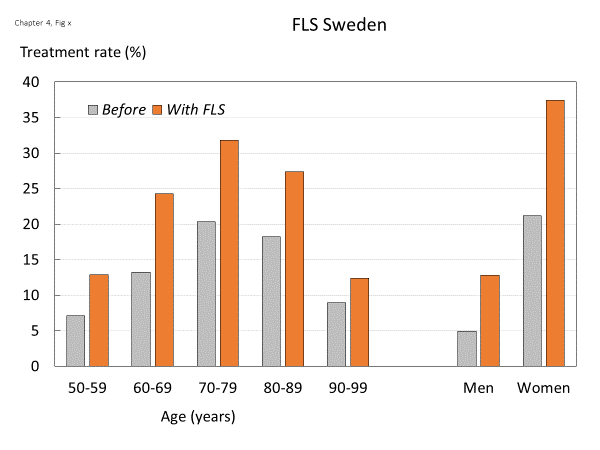 Chapter 4, Fig x
FLS Sweden
Treatment rate (%)
40
35
30
25
20
15
10
5
0
Before With FLS
50-59 60-69 70-79 80-89 90-99 Men Women
Age (years)